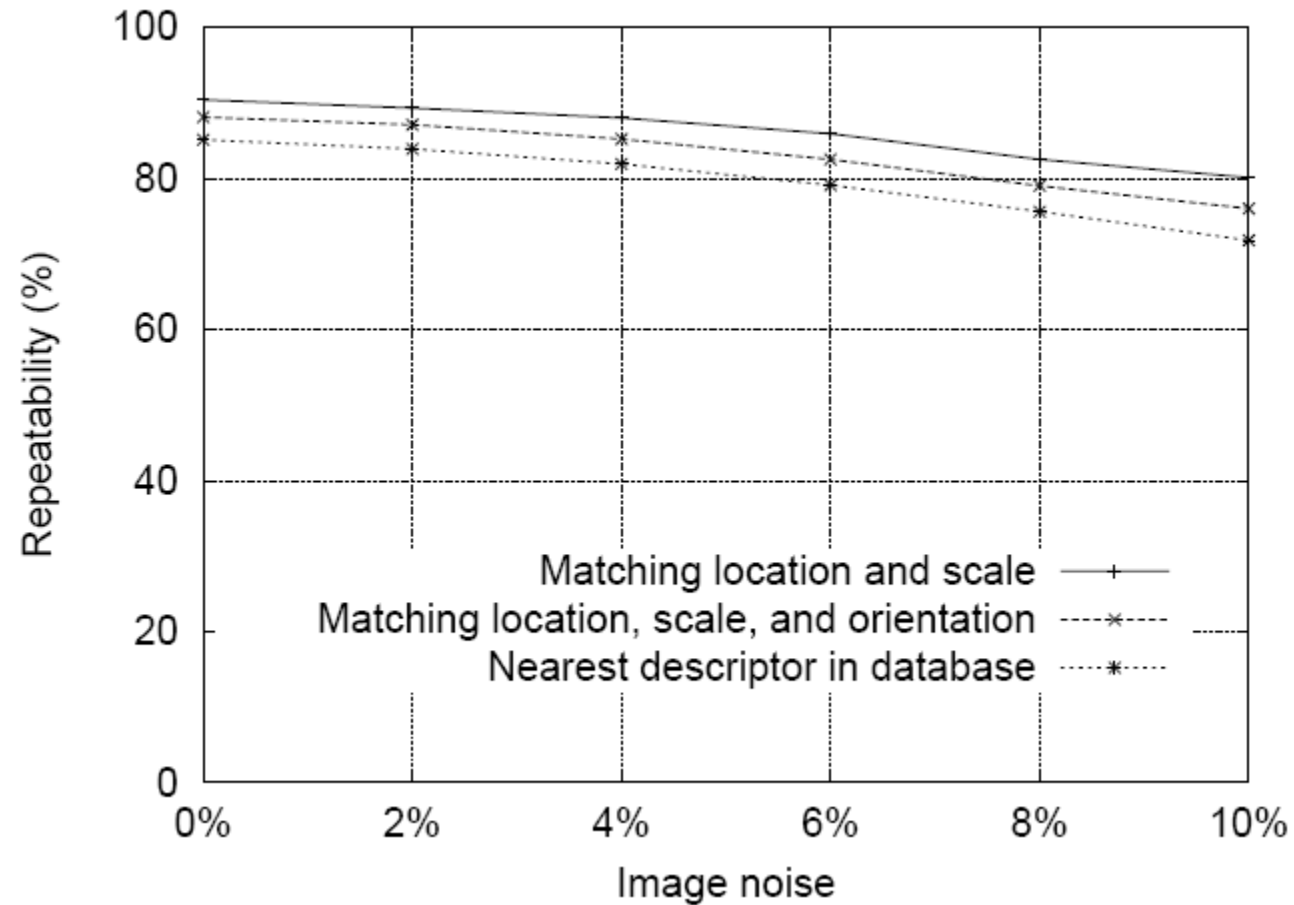 100
80
60
40
20
0
Repeatability (%)
Matching location and scale
Matching location, scale, and orientation
Nearest descriptor in database
0% 2% 4% 6% 8% 10%
Image noise